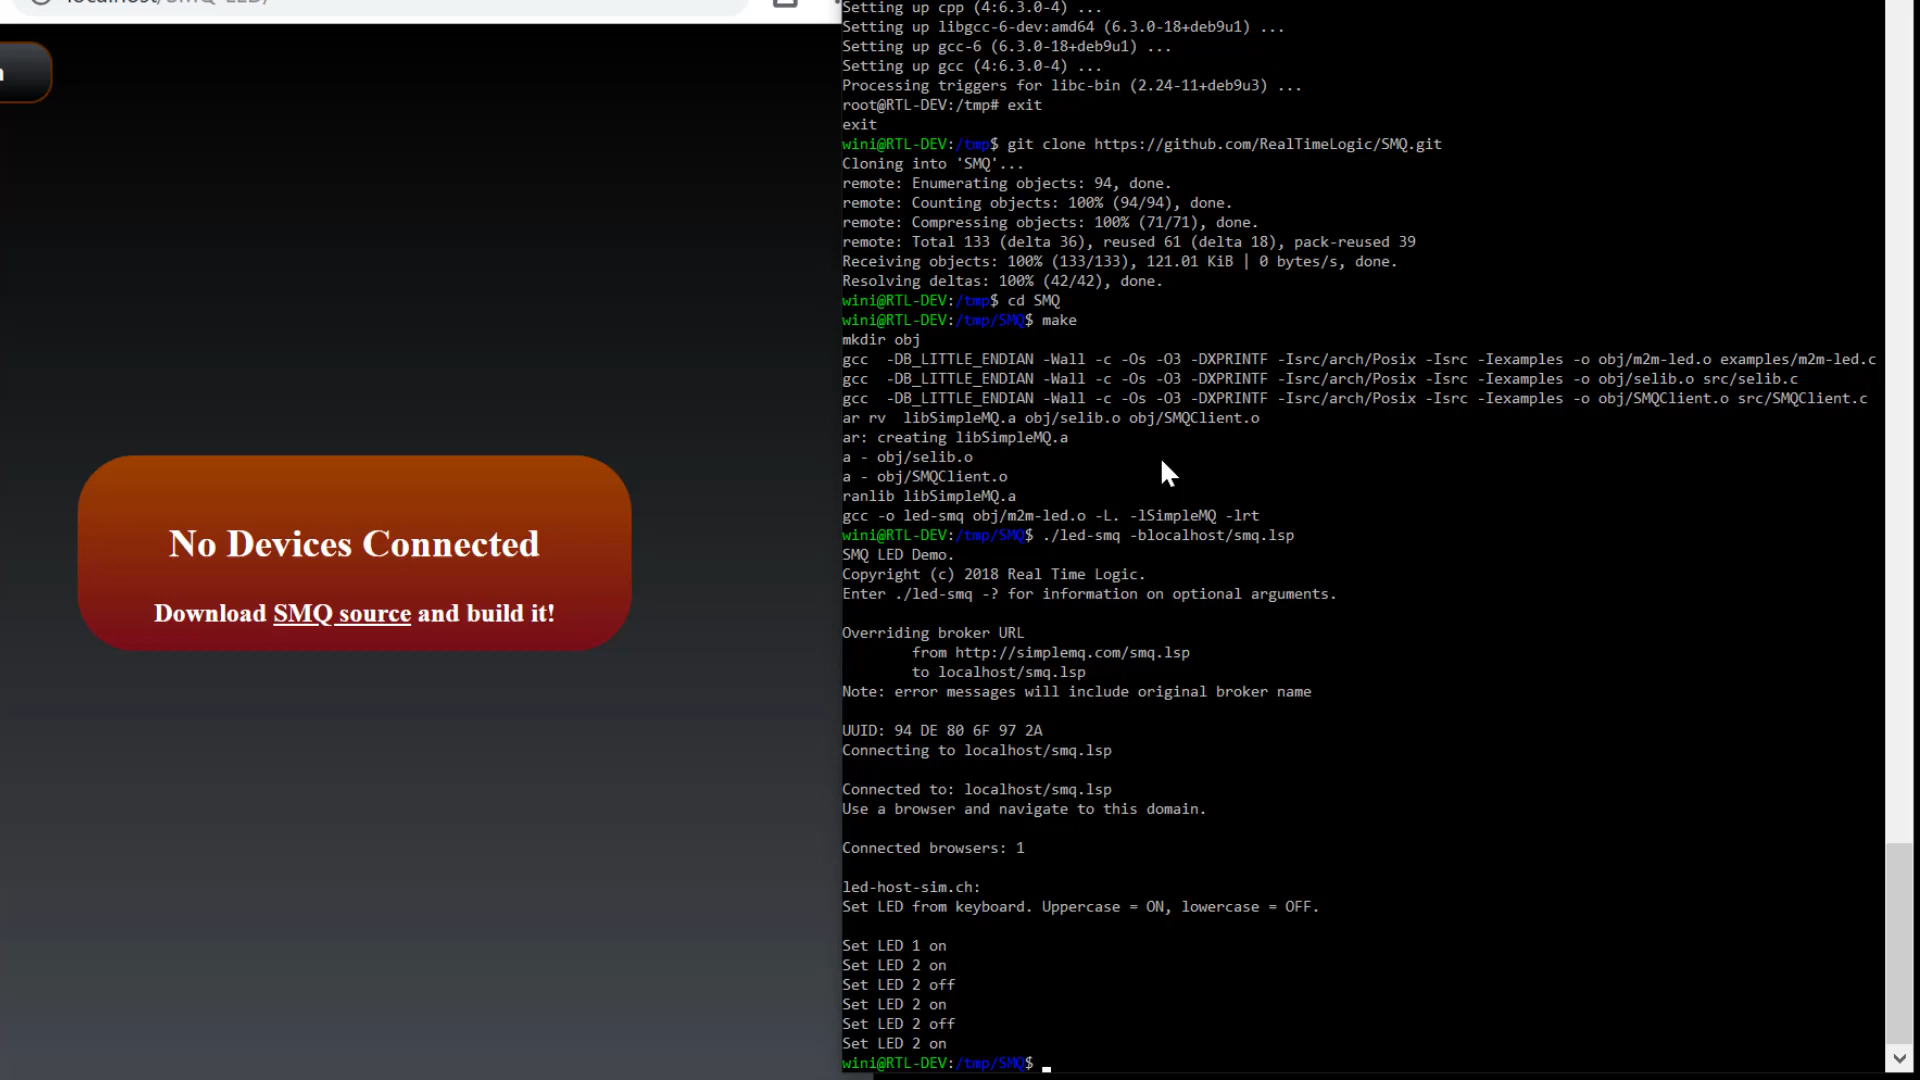 No Devices Connected
Download SMQ source and build it!
Setting up cpp (4:6.3.0-4) ...
Setting up libgcc-6-dev:amd64 (6.3.0-18+deb9u1) ...
Setting up gcc-6 (6.3.0-18+deb9u1) ...
Setting up gcc (4:6.3.0-4) ...
Processing triggers for libc-bin (2.24-11+deb9u3) ...
root@RTL-DEV:/tmp# exit
exit
wini@RTL-DEV:/tmp$ git clone https://github.com/RealTimeLogic/SMQ.git
Cloning into 'SMQ'...
remote: Enumerating objects: 94, done.
remote: Counting objects: 100% (94/94), done.
remote: Compressing objects: 100% (71/71), done.
remote: Total 133 (delta 36), reused 61 (delta 18), pack-reused 39
Receiving objects: 100% (133/133), 121.01 KiB | 0 bytes/s, done.
Resolving deltas: 100% (42/42), done.
wini@RTL-DEV:/tmp$ cd SMQ
wini@RTL-DEV:/tmp/SMQ$ make
mkdir obj
gcc  -DB_LITTLE_ENDIAN -Wall -c -Os -O3 -DXPRINTF -Isrc/arch/Posix -Isrc -Iexamples -o obj/m2m-led.o examples/m2m-led.c
gcc  -DB_LITTLE_ENDIAN -Wall -c -Os -O3 -DXPRINTF -Isrc/arch/Posix -Isrc -Iexamples -o obj/selib.o src/selib.c
gcc  -DB_LITTLE_ENDIAN -Wall -c -Os -O3 -DXPRINTF -Isrc/arch/Posix -Isrc -Iexamples -o obj/SMQClient.o src/SMQClient.c
ar rv  libSimpleMQ.a obj/selib.o obj/SMQClient.o
ar: creating libSimpleMQ.a
a - obj/selib.o
a - obj/SMQClient.o
ranlib libSimpleMQ.a
gcc -o led-smq obj/m2m-led.o -L. -lSimpleMQ -lrt
wini@RTL-DEV:/tmp/SMQ$ ./led-smq -blocalhost/smq.lsp
SMQ LED Demo.
Copyright (c) 2018 Real Time Logic.
Enter ./led-smq -? for information on optional arguments.
Overriding broker URL
from http://simplemq.com/smq.lsp
to localhost/smq.lsp
Note: error messages will include original broker name
UUID: 94 DE 80 6F 97 2A
Connecting to localhost/smq.lsp
Connected to: localhost/smq.lsp
Use a browser and navigate to this domain.
Connected browsers: 1
led-host-sim.ch:
Set LED from keyboard. Uppercase = ON, lowercase = OFF.
Set LED 1 on
Set LED 2 on
Set LED 2 off
Set LED 2 on
Set LED 2 off
Set LED 2 on
wini@RTL-DEV:/tmp/SMQ$